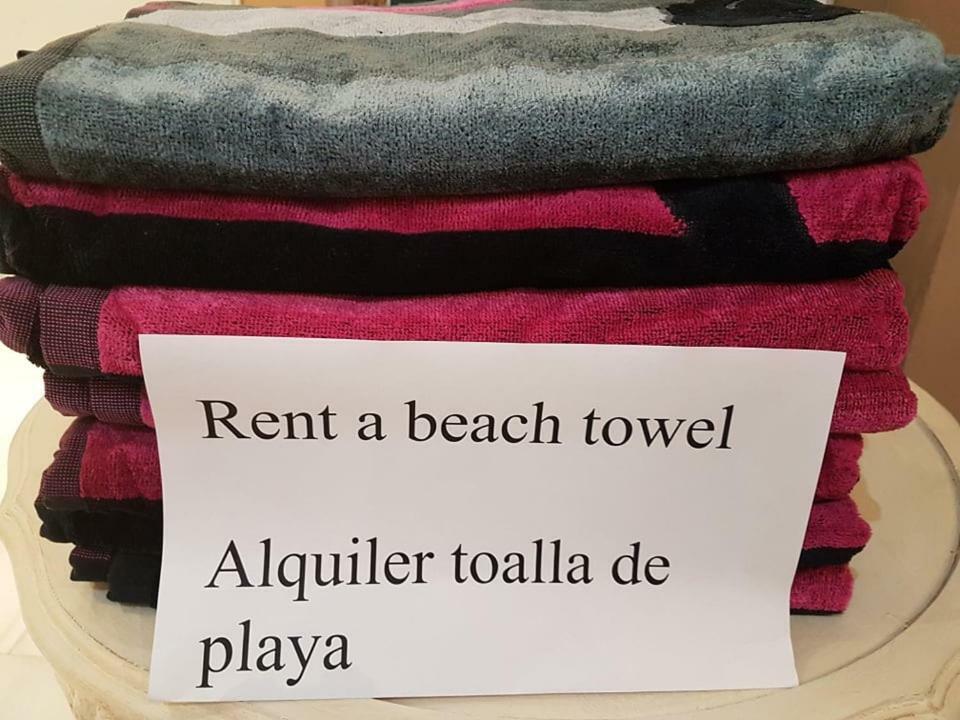 Rent a beach towel
Alquiler toalla de
playa